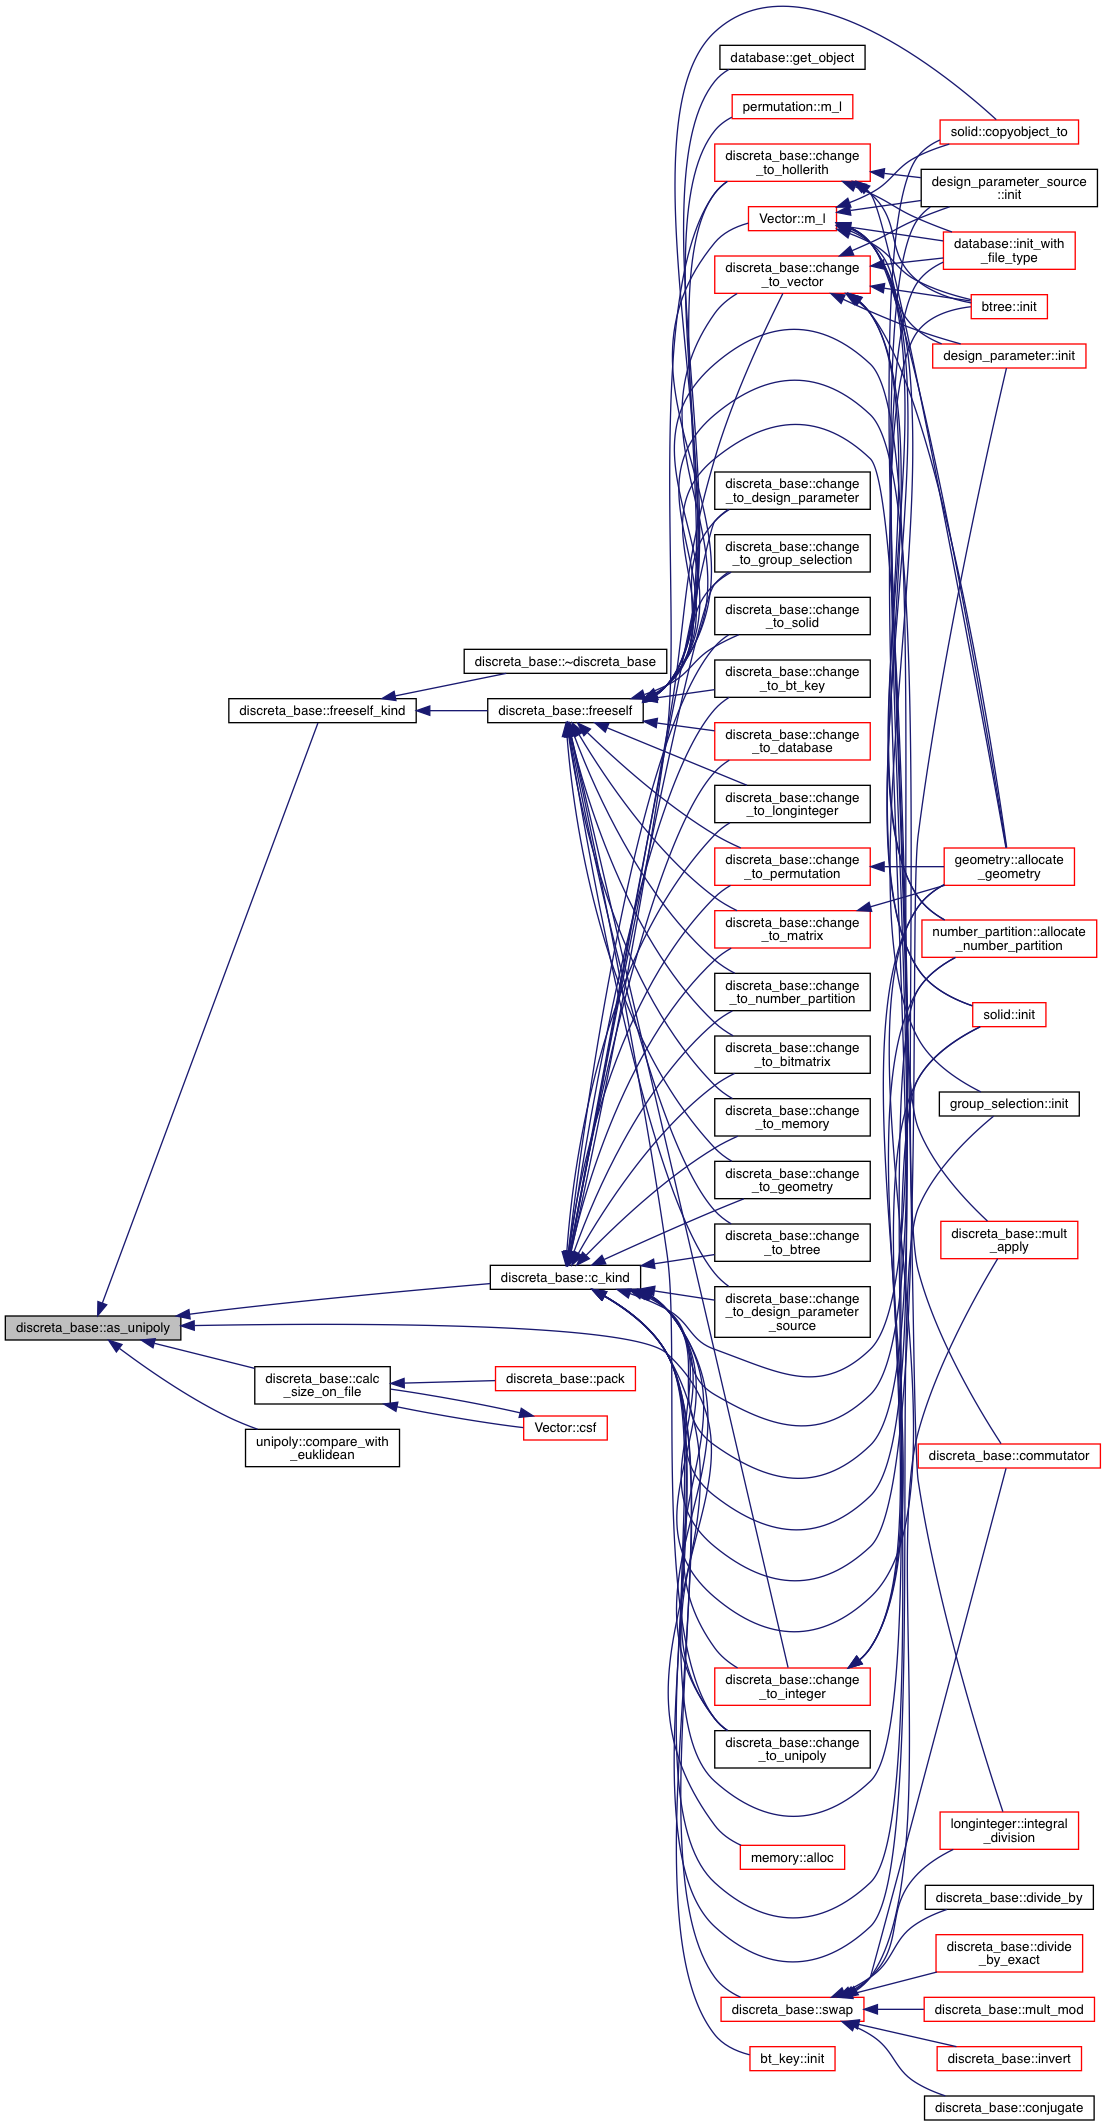 database::get_object
permutation::m_l
solid::copyobject_to
discreta_base::change
_to_hollerith
design_parameter_source
::init
Vector::m_l
database::init_with
_file_type
discreta_base::change
_to_vector
btree::init
design_parameter::init
discreta_base::change
_to_design_parameter
discreta_base::change
_to_group_selection
discreta_base::change
_to_solid
discreta_base::~discreta_base
discreta_base::change
_to_bt_key
discreta_base::freeself_kind
discreta_base::freeself
discreta_base::change
_to_database
discreta_base::change
_to_longinteger
discreta_base::change
_to_permutation
geometry::allocate
_geometry
discreta_base::change
_to_matrix
number_partition::allocate
_number_partition
discreta_base::change
_to_number_partition
solid::init
discreta_base::change
_to_bitmatrix
discreta_base::change
_to_memory
group_selection::init
discreta_base::change
_to_geometry
discreta_base::change
_to_btree
discreta_base::mult
_apply
discreta_base::c_kind
discreta_base::change
_to_design_parameter
_source
discreta_base::as_unipoly
discreta_base::calc
_size_on_file
discreta_base::pack
Vector::csf
unipoly::compare_with
_euklidean
discreta_base::commutator
discreta_base::change
_to_integer
discreta_base::change
_to_unipoly
longinteger::integral
_division
memory::alloc
discreta_base::divide_by
discreta_base::divide
_by_exact
discreta_base::swap
discreta_base::mult_mod
bt_key::init
discreta_base::invert
discreta_base::conjugate